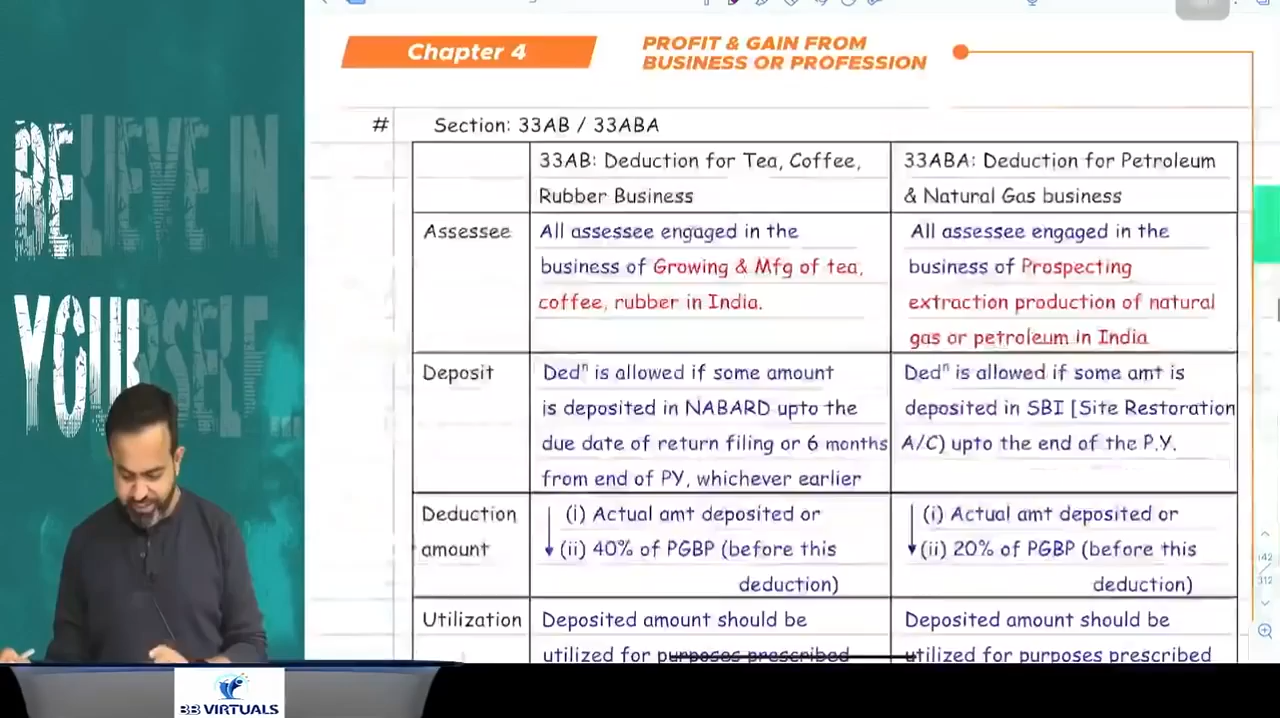 BELIEVE IN
YOURSELF
Chapter 4
PROFIT & GAIN FROM
BUSINESS OR PROFESSION
# Section: 33AB / 33ABA
33AB: Deduction for Tea, Coffee,
Rubber Business
33ABA: Deduction for Petroleum
& Natural Gas business
Assessee
All assessee engaged in the
business of Growing & Mfg of tea,
coffee, rubber in India.
All assessee engaged in the
business of Prospecting
extraction production of natural
gas or petroleum in India
Deposit
Dedⁿ is allowed if some amount
is deposited in NABARD upto the
due date of return filing or 6 months
from end of PY, whichever earlier
Dedⁿ is allowed if some amt is
deposited in SBI [Site Restoration
A/C) upto the end of the P.Y.
Deduction
amount
(i) Actual amt deposited or
(ii) 40% of PGBP (before this
deduction)
(i) Actual amt deposited or
(ii) 20% of PGBP (before this
deduction)
Utilization
Deposited amount should be
utilized for purposes prescribed
Deposited amount should be
utilized for purposes prescribed
142
312
BB VIRTUALS